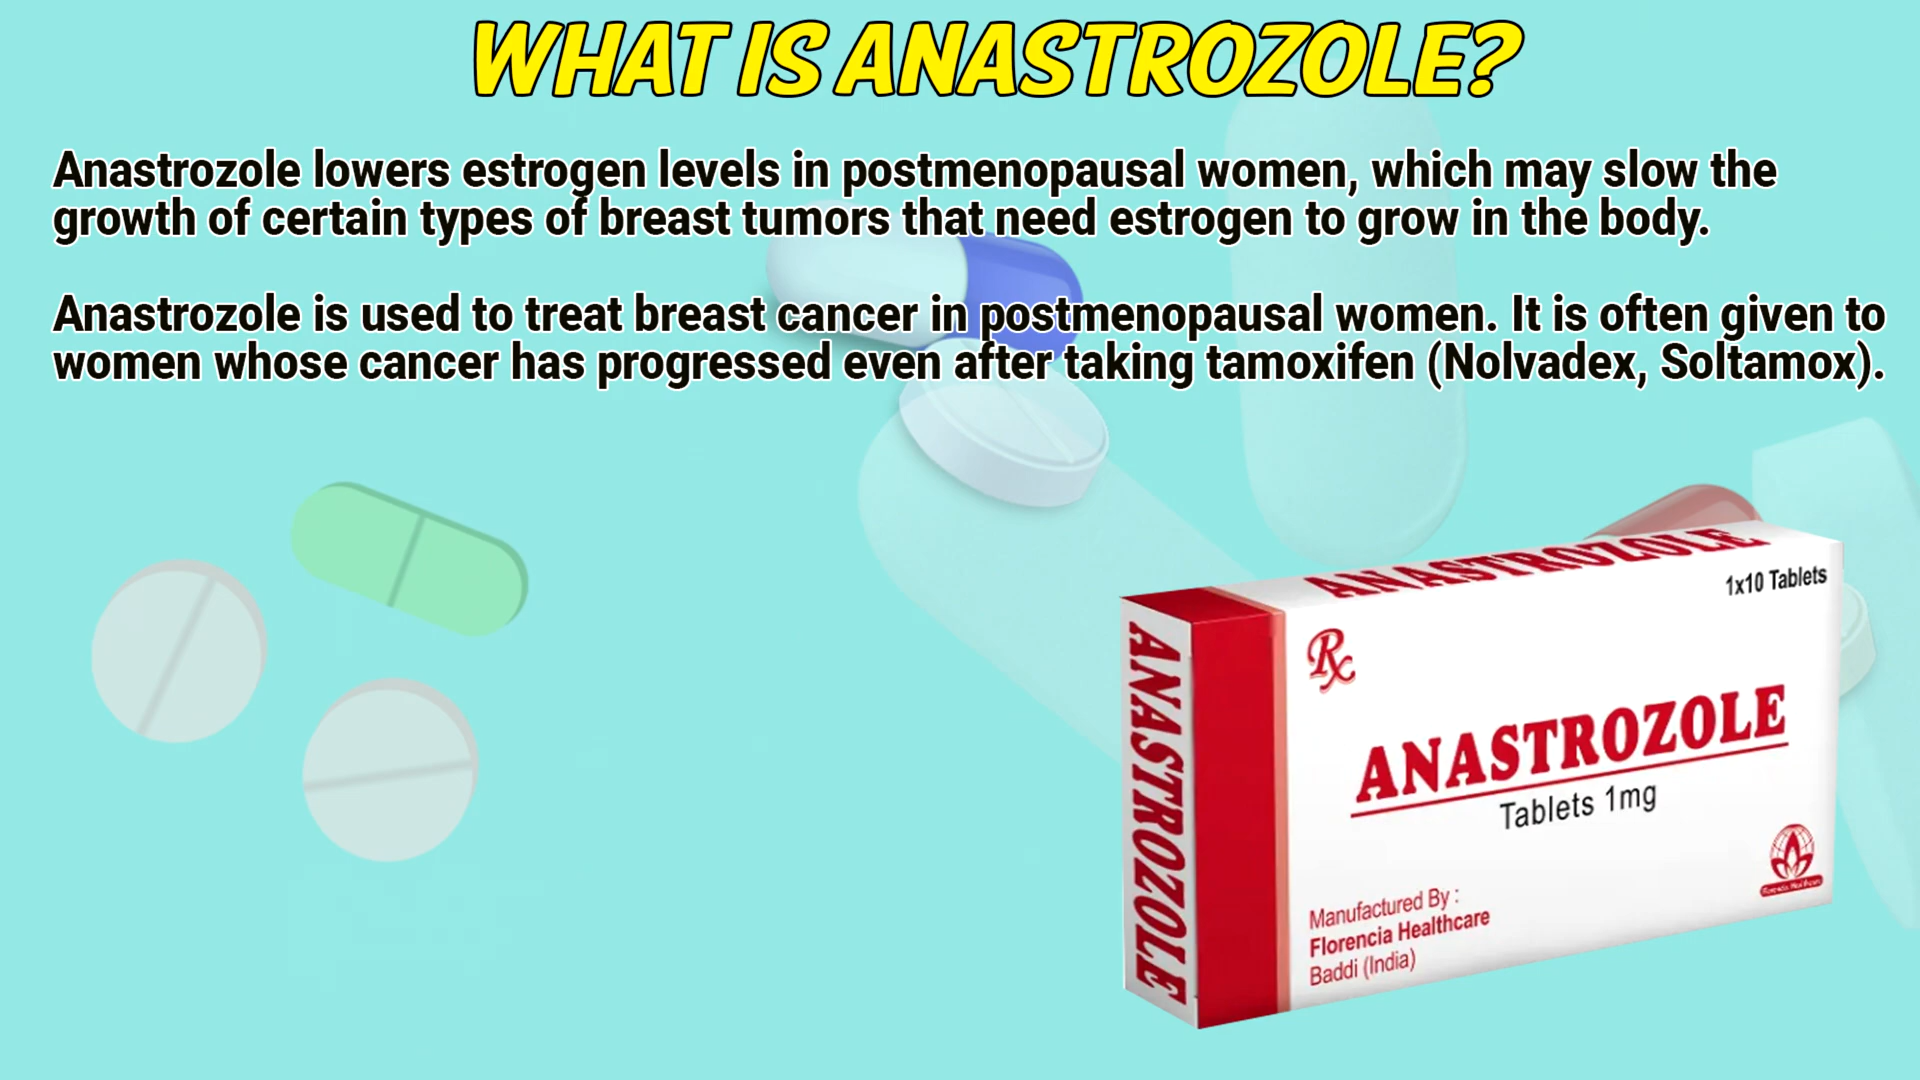 WHAT IS ANASTROZOLE?
Anastrozole lowers estrogen levels in postmenopausal women, which may slow the
growth of certain types of breast tumors that need estrogen to grow in the body.
Anastrozole is used to treat breast cancer in postmenopausal women. It is often given to
women whose cancer has progressed even after taking tamoxifen (Nolvadex, Soltamox).
ANASTROZOLE
1x10 Tablets
ANASTROZOLE
Rx
ANASTROZOLE
Tablets 1mg
Manufactured By :
Florencia Healthcare
Baddi (India)
Florencia Healthcare